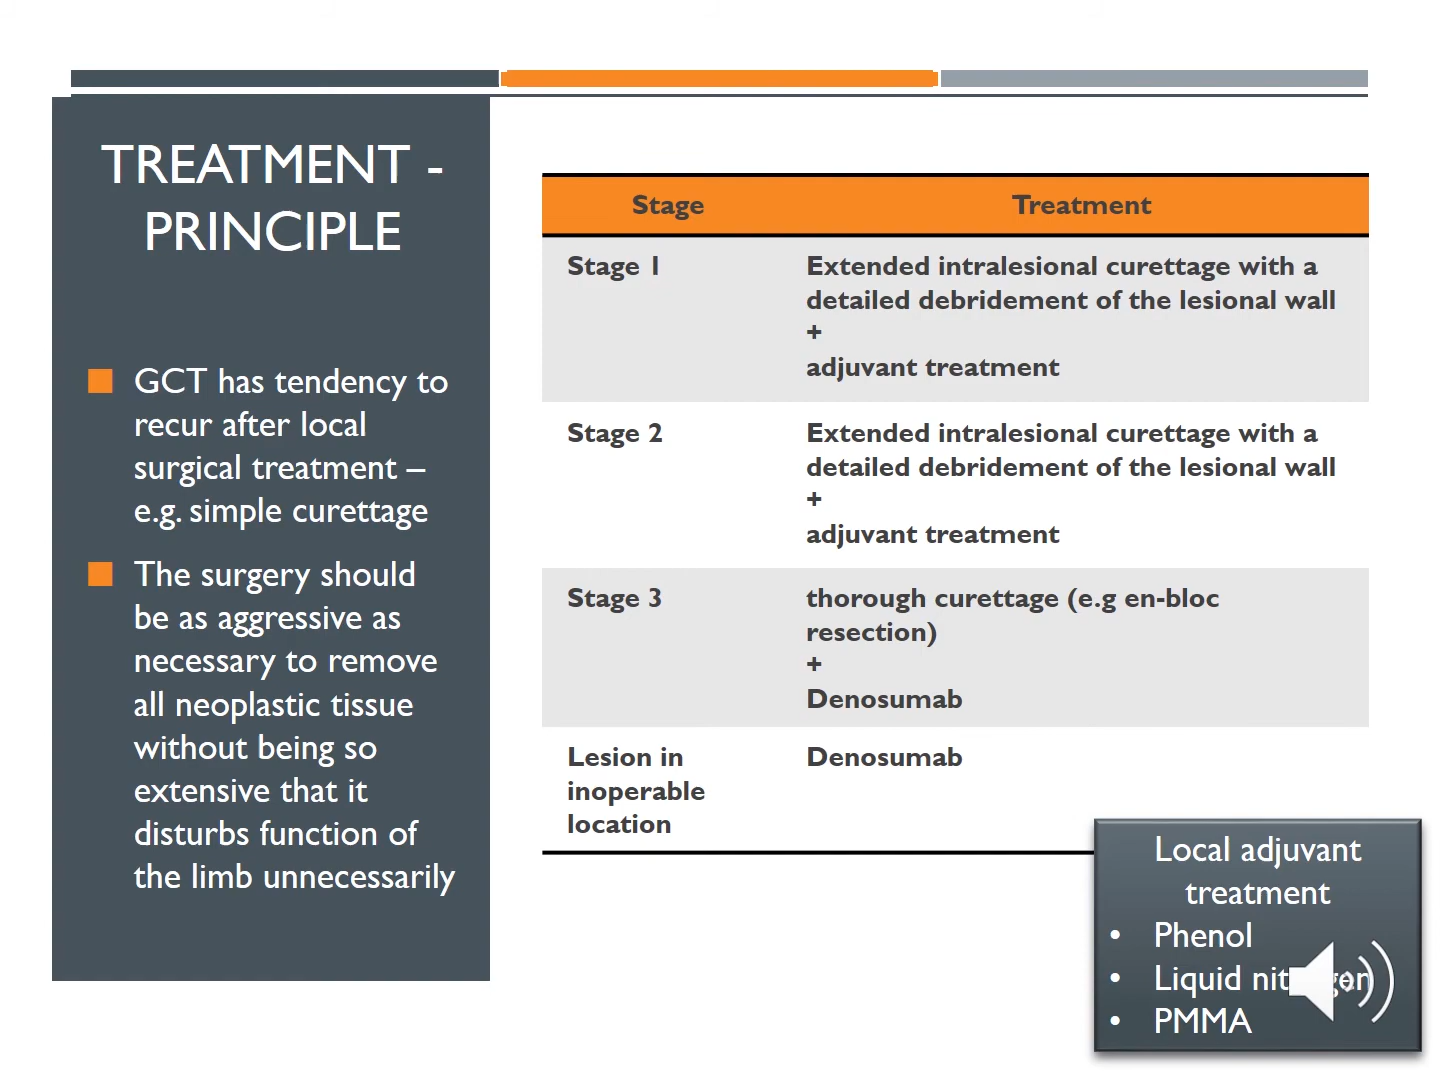 TREATMENT -
PRINCIPLE
GCT has tendency to
recur after local
surgical treatment –
e.g. simple curettage
The surgery should
be as aggressive as
necessary to remove
all neoplastic tissue
without being so
extensive that it
disturbs function of
the limb unnecessarily
Stage Treatment
Stage 1 Extended intralesional curettage with a
detailed debridement of the lesional wall
+
adjuvant treatment
Stage 2 Extended intralesional curettage with a
detailed debridement of the lesional wall
+
adjuvant treatment
Stage 3 thorough curettage (e.g en-bloc
resection)
+
Denosumab
Lesion in Denosumab
inoperable
location
Local adjuvant
treatment
• Phenol
• Liquid nitrogen
• PMMA